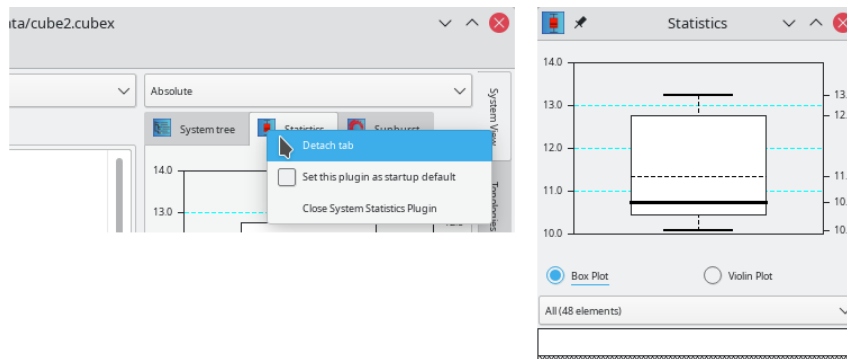 ata/cube2.cubex
Absolute
System View
System tree
Statistics
Sunburst
Detach tab
Set this plugin as startup default
Close System Statistics Plugin
Topologies
14.0
13.0
Statistics
14.0
13.0
12.0
11.0
10.0
13.
12.
11.
10.
10.
Box Plot
Violin Plot
All (48 elements)